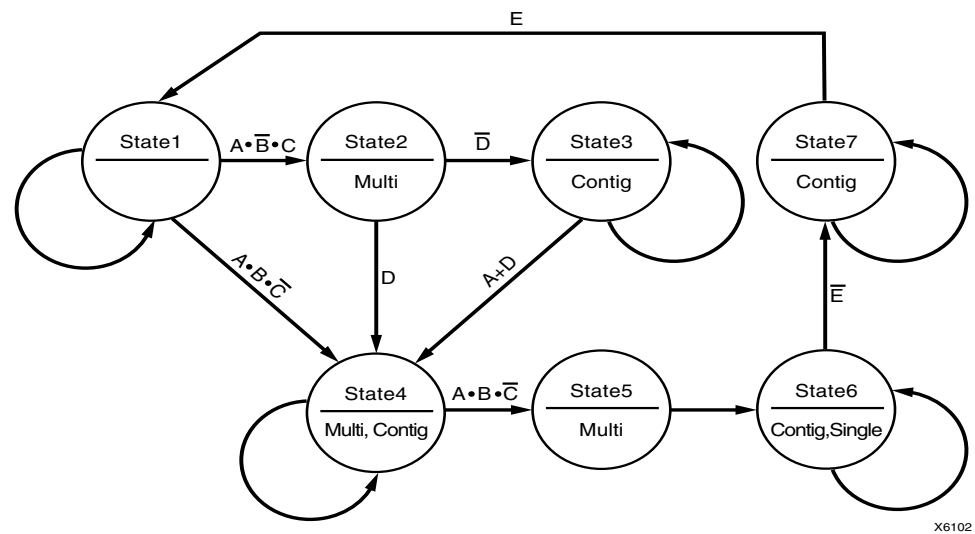 E
State1
A•B̅•C
State2
Multi
D̅
State3
Contig
State7
Contig
A•B•C̅
D
A+D
E̅
State4
Multi, Contig
A•B•C̅
State5
Multi
State6
Contig,Single
X6102